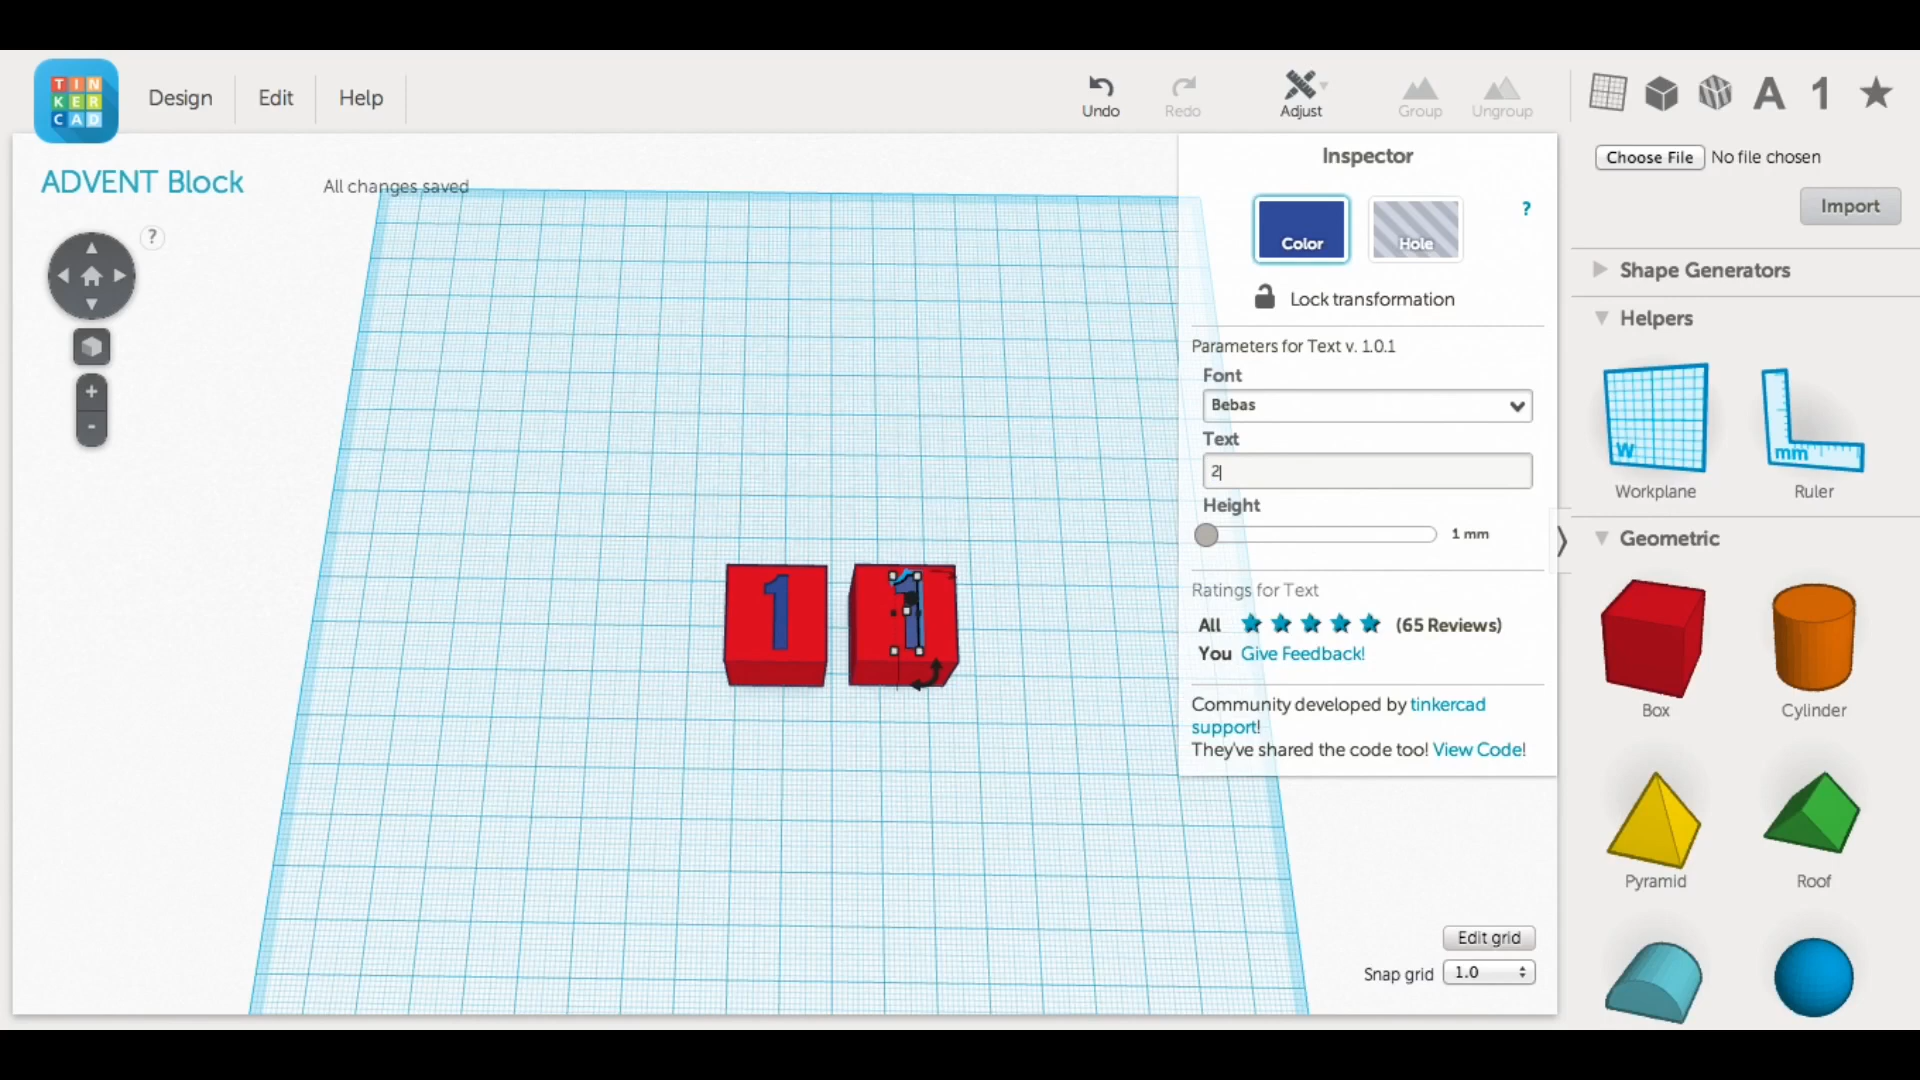 TIN
KER
CAD
Design
Edit
Help
Undo
Redo
Adjust
Group
Ungroup
A
1
ADVENT Block
All changes saved
?
+
-
1
1
Inspector
Color
Hole
?
Lock transformation
Parameters for Text v. 1.0.1
Font
Bebas
Text
2
Height
1 mm
Ratings for Text
All
(65 Reviews)
You Give Feedback!
Community developed by tinkercad
support!
They've shared the code too! View Code!
Edit grid
Snap grid 1.0
Choose File No file chosen
Import
Shape Generators
Helpers
W
mm
Workplane
Ruler
Geometric
Box
Cylinder
Pyramid
Roof